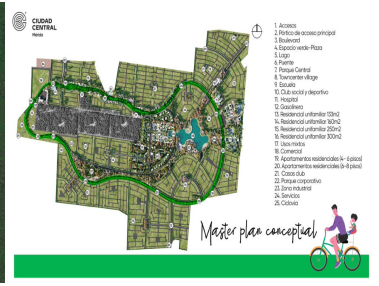 CIUDAD
CENTRAL
1. Accesos
2. Pórtico de acceso principal
3. Boulevard
4. Espacio verde-Plaza
5. Lago
6. Puente
7. Parque Central
8. Towncenter village
9. Escuela
10. Club social y deportivo
11. Hospital
12. Gasolinera
13. Residencial unifamiliar 133m2
14. Residencial unifamiliar 160m2
15. Residencial unifamiliar 250m2
16. Residencial unifamiliar 300m2
17. Usos mixtos
18. Comercial
19. Apartamentos residenciales (4-6 pisos)
20. Apartamentos residenciales (6-8 pisos)
21. Casas club
22. Parque corporativo
23. Zona industrial
24. Servicios
25. Ciclovía
Master plan conceptual